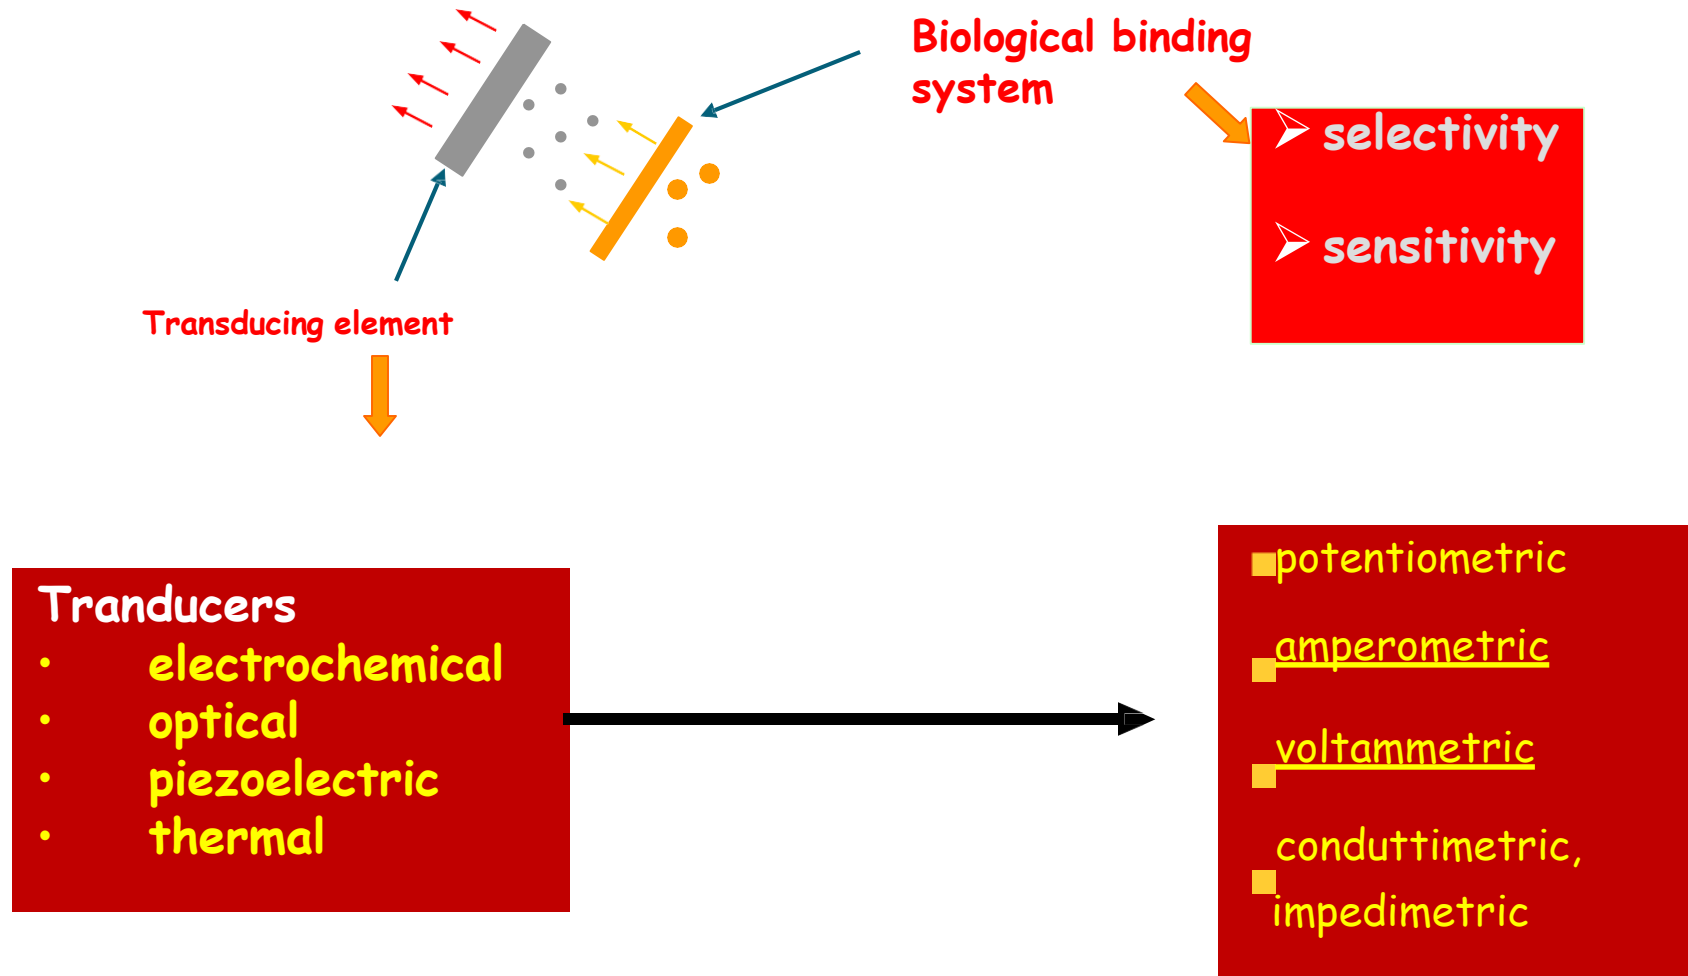 Biological binding
system
➢ selectivity
➢ sensitivity
Transducing element
Tranducers
• electrochemical
• optical
• piezoelectric
• thermal
■ potentiometric
■ amperometric
■ voltammetric
■ conduttimetric,
impedimetric